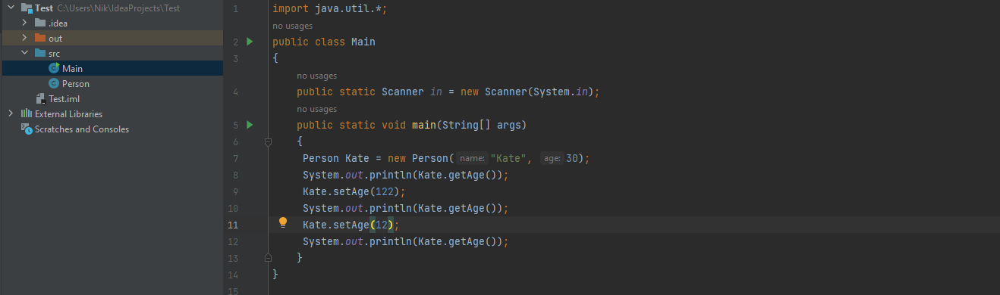 Test C:\Users\Nik\IdeaProjects\Test
.idea
out
src
Main
Person
Test.iml
External Libraries
Scratches and Consoles
1 import java.util.*;
no usages
2 public class Main
3 {
no usages
4 public static Scanner in = new Scanner(System.in);
no usages
5 public static void main(String[] args)
6 {
7 Person Kate = new Person( name: "Kate", age: 30);
8 System.out.println(Kate.getAge());
9 Kate.setAge(122);
10 System.out.println(Kate.getAge());
11 Kate.setAge(12);
12 System.out.println(Kate.getAge());
13 }
14 }
15